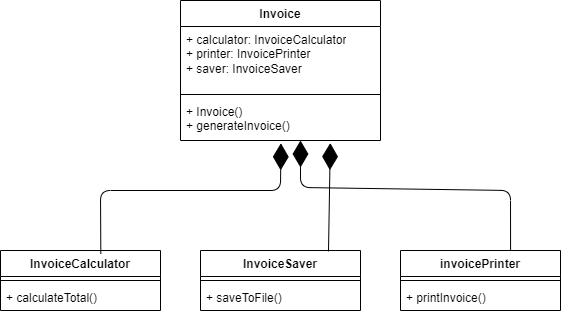 Invoice
+ calculator: InvoiceCalculator
+ printer: InvoicePrinter
+ saver: InvoiceSaver
+ Invoice()
+ generateInvoice()
InvoiceCalculator
+ calculateTotal()
InvoiceSaver
+ saveToFile()
invoicePrinter
+ printInvoice()